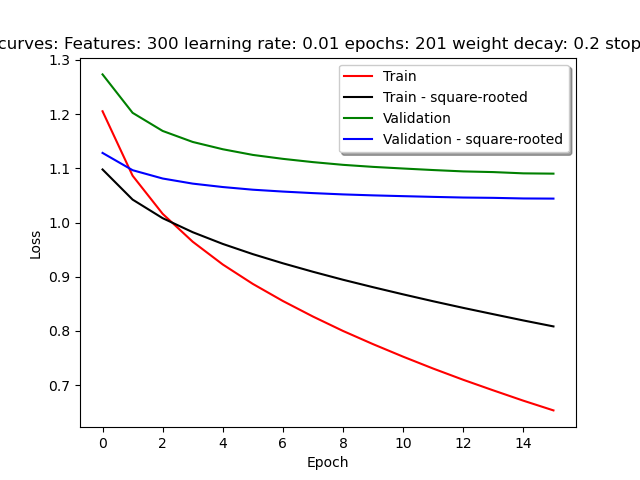 curves: Features: 300 learning rate: 0.01 epochs: 201 weight decay: 0.2 stop
1.3
1.2
1.1
1.0
0.9
0.8
0.7
Loss
Train
Train - square-rooted
Validation
Validation - square-rooted
0 2 4 6 8 10 12 14
Epoch